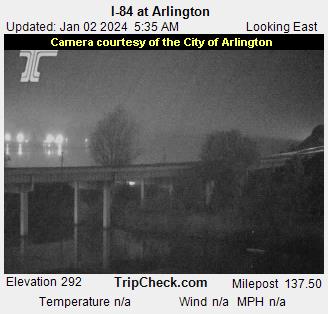 I-84 at Arlington
Updated: Jan 02 2024 5:35 AM Looking East
Camera courtesy of the City of Arlington
Elevation 292 TripCheck.com Milepost 137.50
Temperature n/a Wind n/a MPH n/a